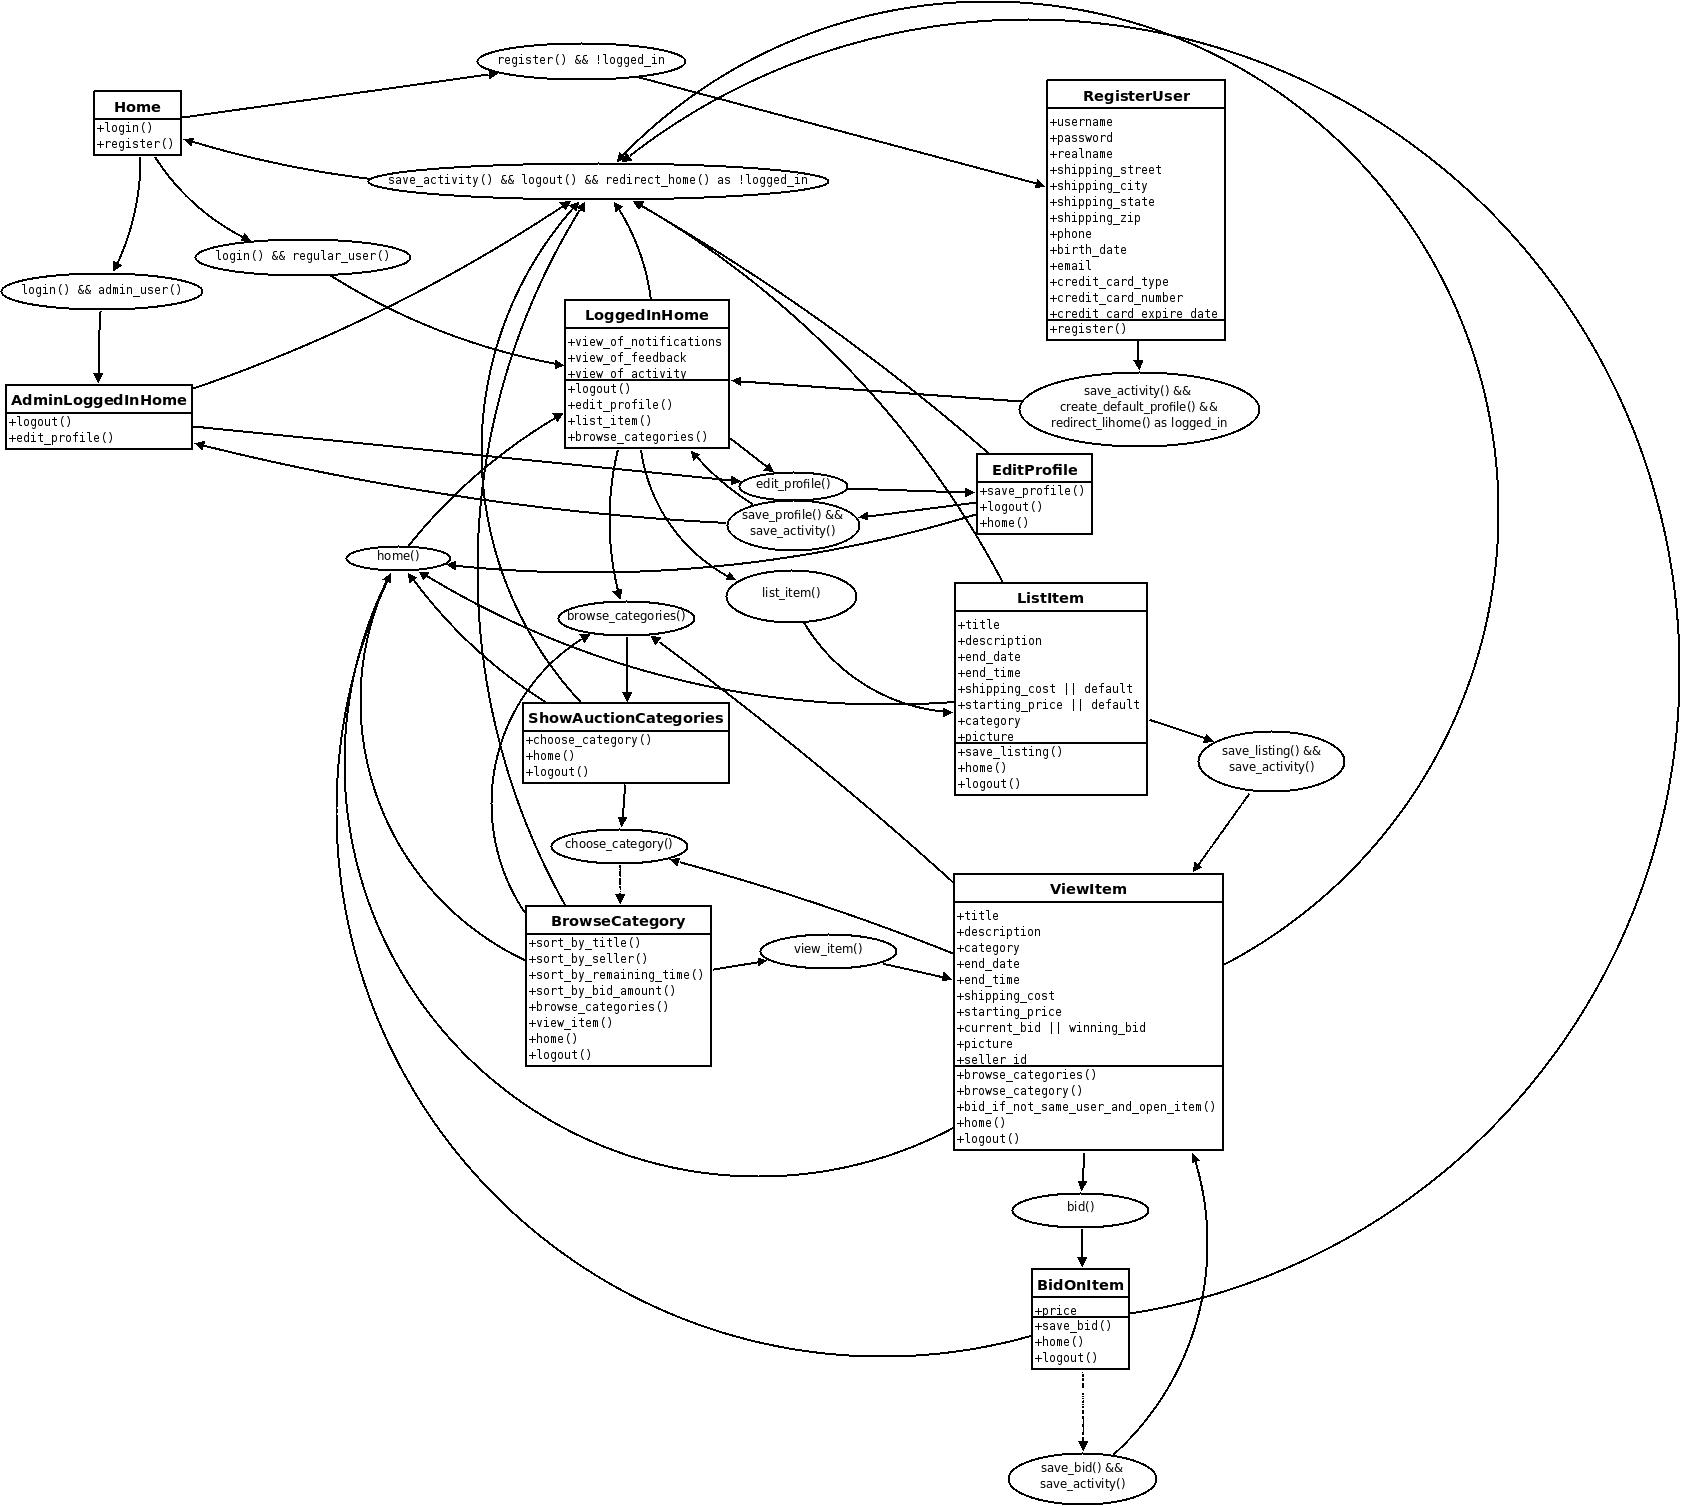 register() && !logged_in
Home
+login()
+register()
RegisterUser
+username
+password
+realname
+shipping_street
+shipping_city
+shipping_state
+shipping_zip
+phone
+birth_date
+email
+credit_card_type
+credit_card_number
+credit_card_expire_date
+register()
save_activity() && logout() && redirect_home() as !logged_in
login() && regular_user()
login() && admin_user()
LoggedInHome
+view_of_notifications
+view_of_feedback
+view_of_activity
+logout()
+edit_profile()
+list_item()
+browse_categories()
AdminLoggedInHome
+logout()
+edit_profile()
save_activity() &&
create_default_profile() &&
redirect_lihome() as logged_in
edit_profile()
EditProfile
+save_profile()
+logout()
+home()
save_profile() &&
save_activity()
home()
list_item()
browse_categories()
ListItem
+title
+description
+end_date
+end_time
+shipping_cost || default
+starting_price || default
+category
+picture
+save_listing()
+home()
+logout()
ShowAuctionCategories
+choose_category()
+home()
+logout()
save_listing() &&
save_activity()
choose_category()
BrowseCategory
+sort_by_title()
+sort_by_seller()
+sort_by_remaining_time()
+sort_by_bid_amount()
+browse_categories()
+view_item()
+home()
+logout()
view_item()
ViewItem
+title
+description
+category
+end_date
+end_time
+shipping_cost
+starting_price
+current_bid || winning_bid
+picture
+seller_id
+browse_categories()
+browse_category()
+bid_if_not_same_user_and_open_item()
+home()
+logout()
bid()
BidOnItem
+price
+save_bid()
+home()
+logout()
save_bid() &&
save_activity()